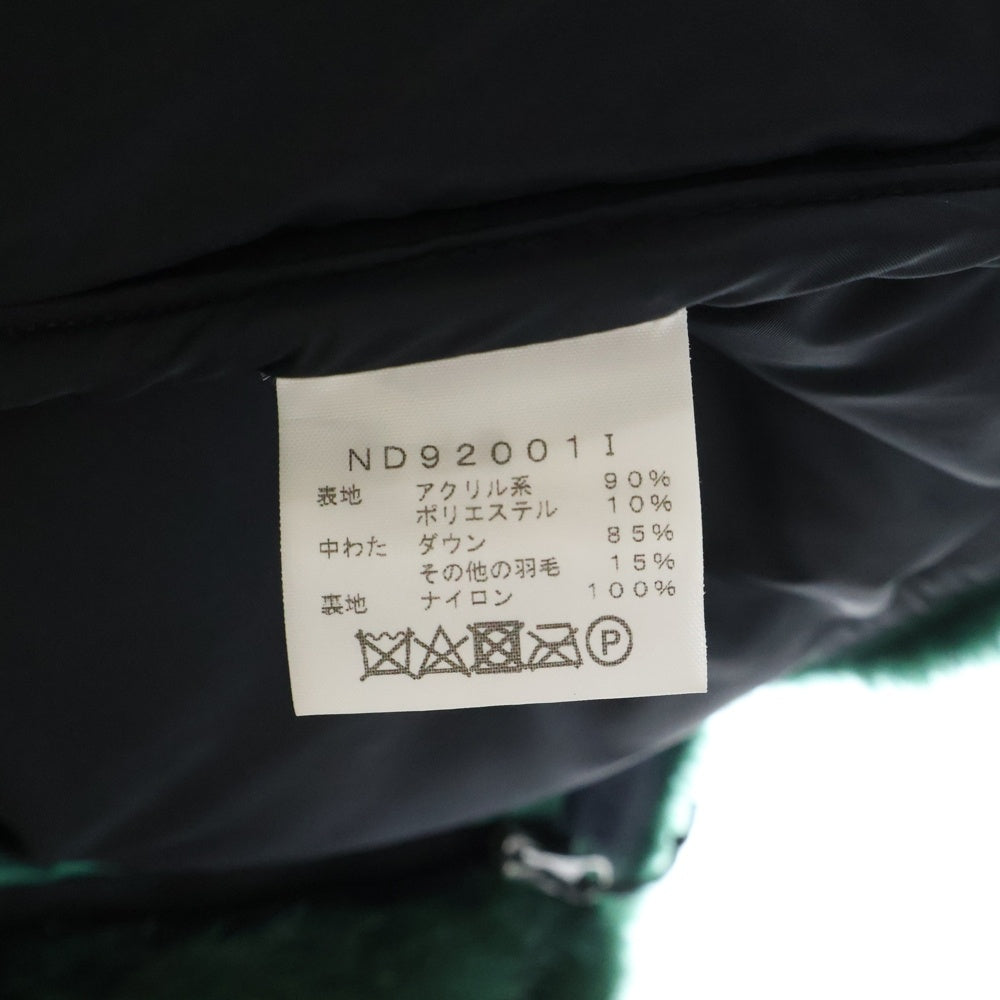 ND92001I
表地 アクリル系 90%
ポリエステル 10%
中わた ダウン 85%
その他の羽毛 15%
裏地 ナイロン 100%
P